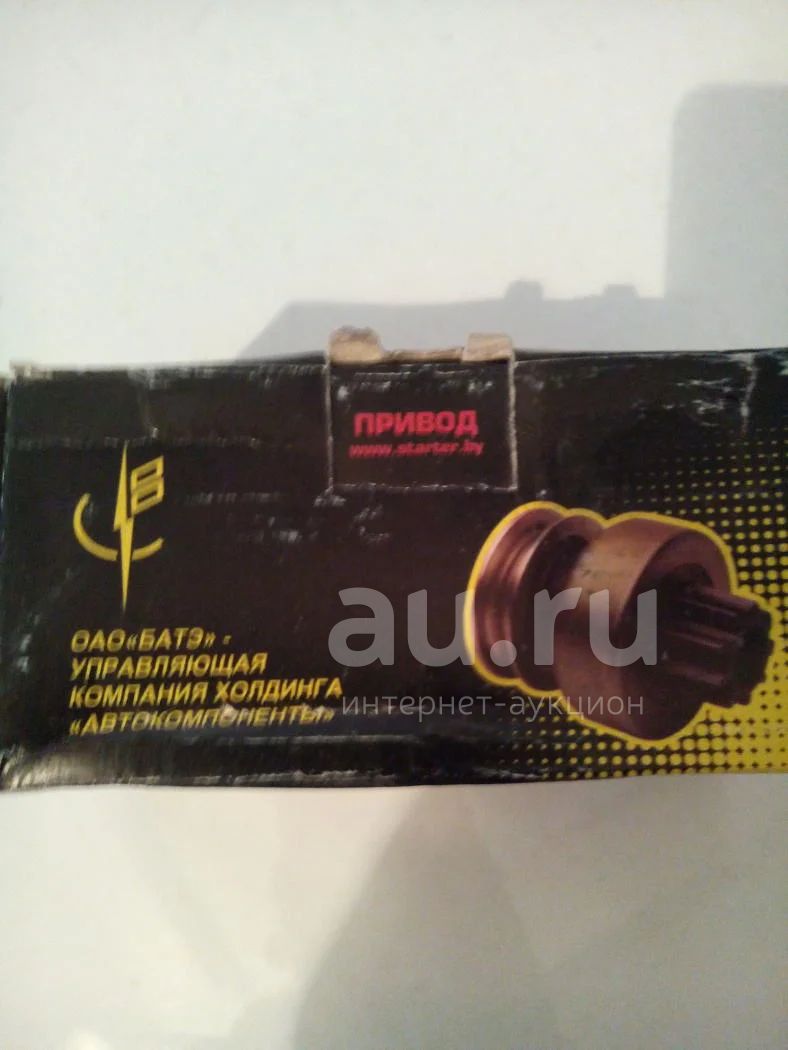 ПРИВОД
www.starter.by
ОАО«БАТЭ» -
УПРАВЛЯЮЩАЯ
КОМПАНИЯ ХОЛДИНГА
«АВТОКОМПОНЕНТЫ»
au.ru
интернет-аукцион